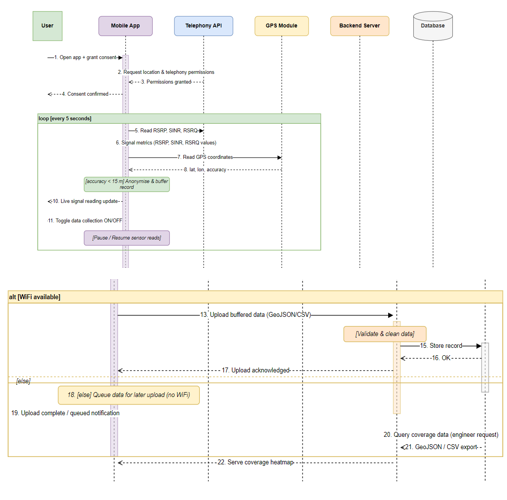 User
Mobile App
Telephony API
GPS Module
Backend Server
Database
1. Open app + grant consent
2. Request location & telephony permissions
3. Permissions granted
4. Consent confirmed
loop [every 5 seconds]
5. Read RSRP, SINR, RSRQ
6. Signal metrics (RSRP, SINR, RSRQ values)
7. Read GPS coordinates
8. lat, lon, accuracy
[accuracy < 15 m] Anonymise & buffer
record
10. Live signal reading update
11. Toggle data collection ON/OFF
[Pause / Resume sensor reads]
alt [WiFi available]
13. Upload buffered data (GeoJSON/CSV)
[Validate & clean data]
15. Store record
16. OK
17. Upload acknowledged
[else]
18. [else] Queue data for later upload (no WiFi)
19. Upload complete / queued notification
20. Query coverage data (engineer request)
21. GeoJSON / CSV export
22. Serve coverage heatmap